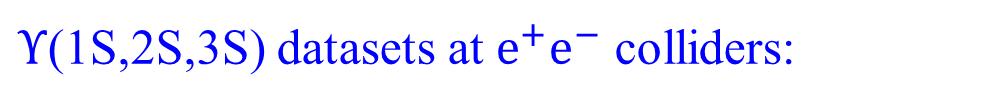 ϒ(1S,2S,3S) datasets at e⁺e⁻ colliders: